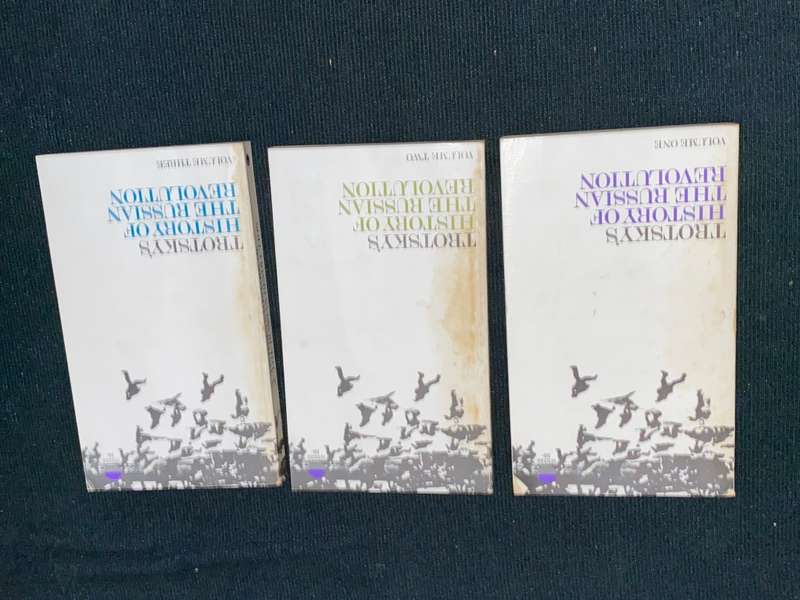 TROTSKY'S
HISTORY OF
THE RUSSIAN
REVOLUTION
VOLUME ONE
TROTSKY'S
HISTORY OF
THE RUSSIAN
REVOLUTION
VOLUME TWO
TROTSKY'S
HISTORY OF
THE RUSSIAN
REVOLUTION
VOLUME THREE